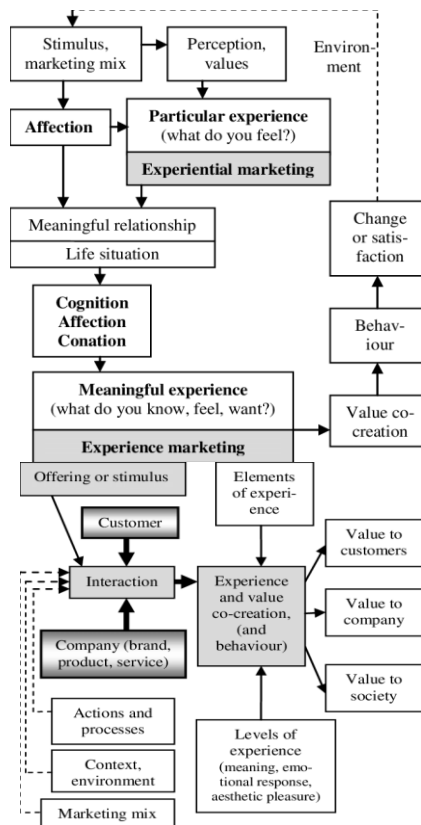 Stimulus,
marketing mix
Perception,
values
Environ-
ment
Affection
Particular experience
(what do you feel?)
Experiential marketing
Meaningful relationship
Life situation
Change
or satis-
faction
Cognition
Affection
Conation
Behav-
iour
Meaningful experience
(what do you know, feel, want?)
Experience marketing
Value co-
creation
Offering or stimulus
Elements
of experi-
ence
Customer
Value to
customers
Interaction
Experience
and value
co-creation,
(and
behaviour)
Value to
company
Company (brand,
product, service)
Value to
society
Actions and
processes
Context,
environment
Marketing mix
Levels of
experience
(meaning, emo-
tional response,
aesthetic pleasure)